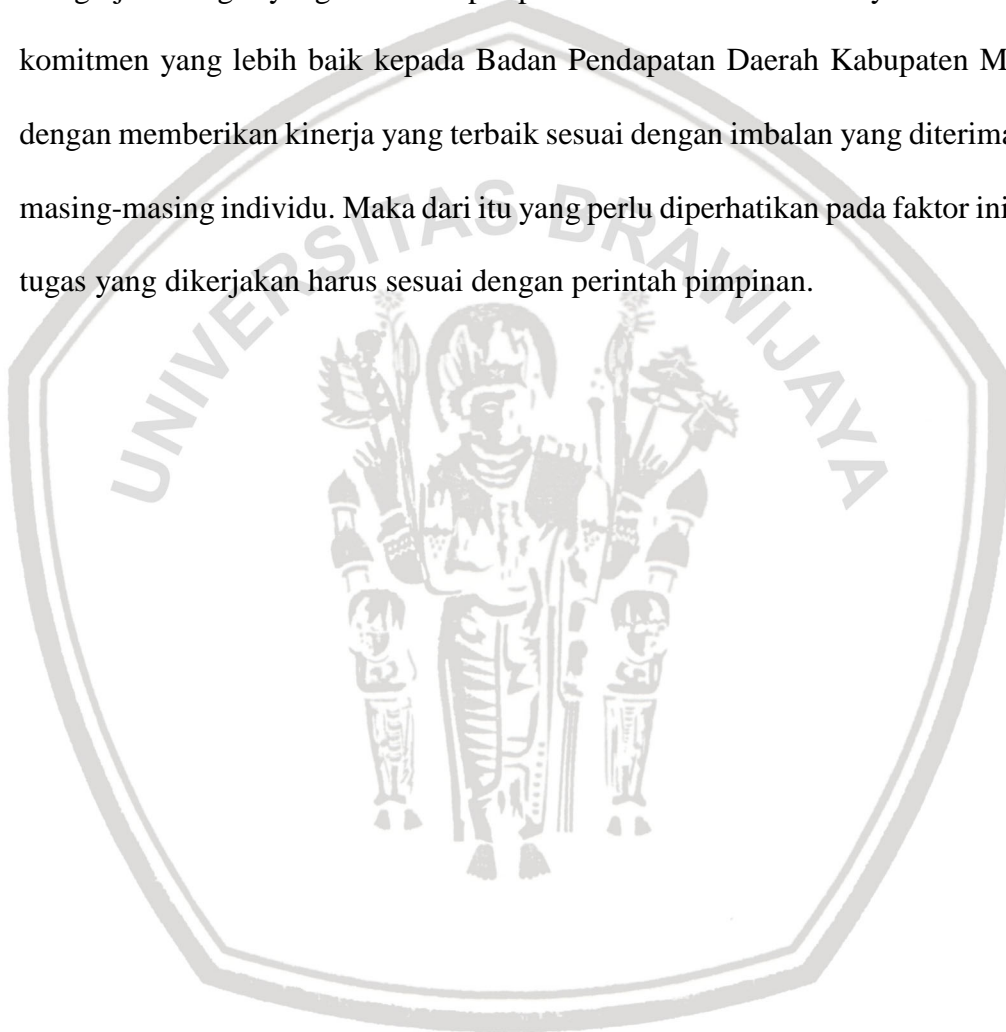 komitmen yang lebih baik kepada Badan Pendapatan Daerah Kabupaten M
dengan memberikan kinerja yang terbaik sesuai dengan imbalan yang diterima
masing-masing individu. Maka dari itu yang perlu diperhatikan pada faktor ini
tugas yang dikerjakan harus sesuai dengan perintah pimpinan.
UNIVERSITAS BRAWIJAYA